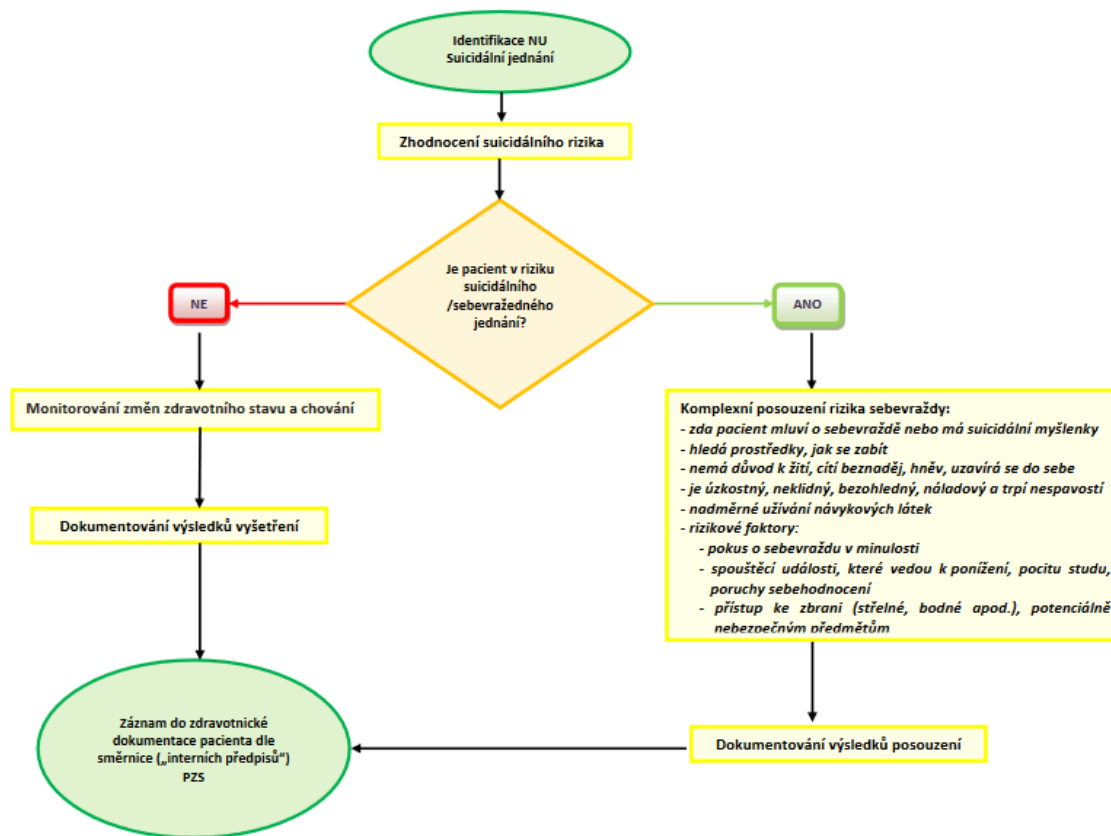 Identifikace NU
Suicidální jednání
Zhodnocení suicidálního rizika
Je pacient v riziku
suicidálního
/sebevražedného
jednání?
NE
ANO
Monitorování změn zdravotního stavu a chování
Dokumentování výsledků vyšetření
Komplexní posouzení rizika sebevraždy:
- zda pacient mluví o sebevraždě nebo má suicidální myšlenky
- hledá prostředky, jak se zabít
- nemá důvod k žití, cítí beznaděj, hněv, uzavírá se do sebe
- je úzkostný, neklidný, bezohledný, náladový a trpí nespavostí
- nadměrné užívání návykových látek
- rizikové faktory:
- pokus o sebevraždu v minulosti
- spouštěcí události, které vedou k ponížení, pocitu studu,
poruchy sebehodnocení
- přístup ke zbrani (střelné, bodné apod.), potenciálně
nebezpečným předmětům
Dokumentování výsledků posouzení
Záznam do zdravotnické
dokumentace pacienta dle
směrnice („interních předpisů“)
PZS